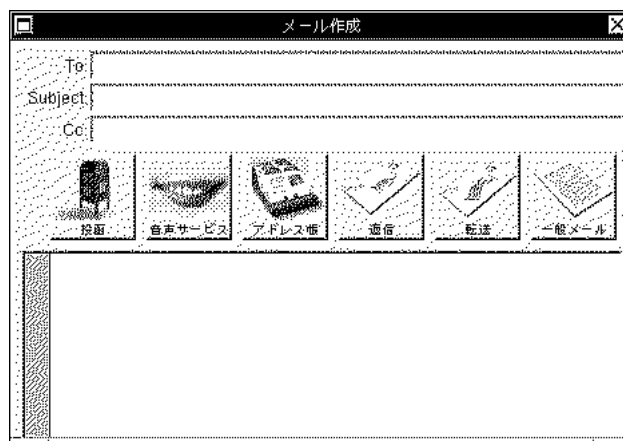 メール作成
To
Subject
Cc
投函 音声サービス アドレス帳 返信 転送 一般メール